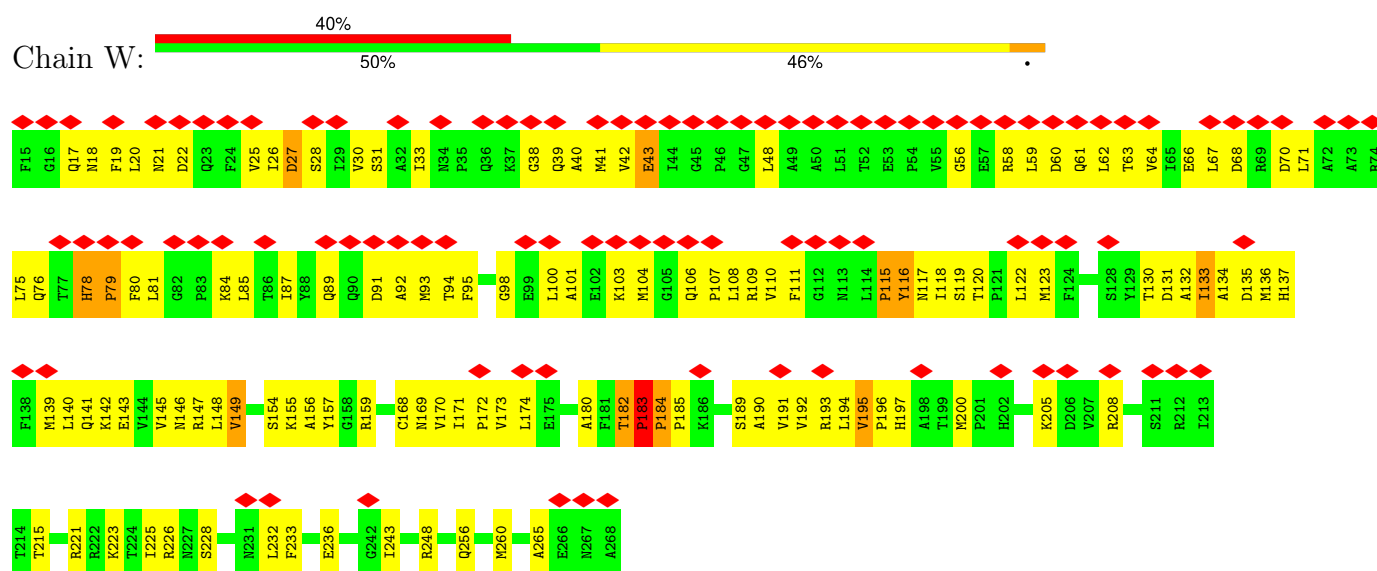 40%
Chain W:
50% 46% •
F15 G16 Q17 N18 F19 L20 N21 D22 Q23 F24 V25 I26 D27 S28 I29 V30 S31 A32 I33 N34 P35 Q36 K37 G38 Q39 A40 M41 V42 E43 I44 G45 P46 G47 L48 A49 A50 L51 T52 E53 P54 V55 G56 E57 R58 L59 D60 Q61 L62 T63 V64 I65 E66 L67 D68 R69 D70 L71 A72 A73 R74
L75 Q76 T77 H78 P79 F80 L81 G82 P83 K84 L85 T86 I87 Y88 Q89 Q90 D91 A92 M93 T94 F95 G98 E99 L100 A101 E102 K103 M104 G105 Q106 P107 L108 R109 V110 F111 G112 N113 L114 P115 Y116 N117 I118 S119 T120 P121 L122 M123 F124 S128 Y129 T130 D131 A132 I133 A134 D135 M136 H137
F138 M139 L140 Q141 K142 E143 V144 V145 N146 R147 L148 V149 S154 K155 A156 Y157 G158 R159 C168 N169 V170 I171 P172 V173 L174 E175 A180 F181 T182 P183 P184 P185 K186 S189 A190 V191 V192 R193 L194 V195 P196 H197 A198 T199 M200 P201 H202 K205 D206 V207 R208 S211 R212 I213
T214 T215 R221 R222 K223 T224 I225 R226 N227 S228 N231 L232 F233 E236 G242 I243 R248 Q256 M260 A265 E266 N267 A268